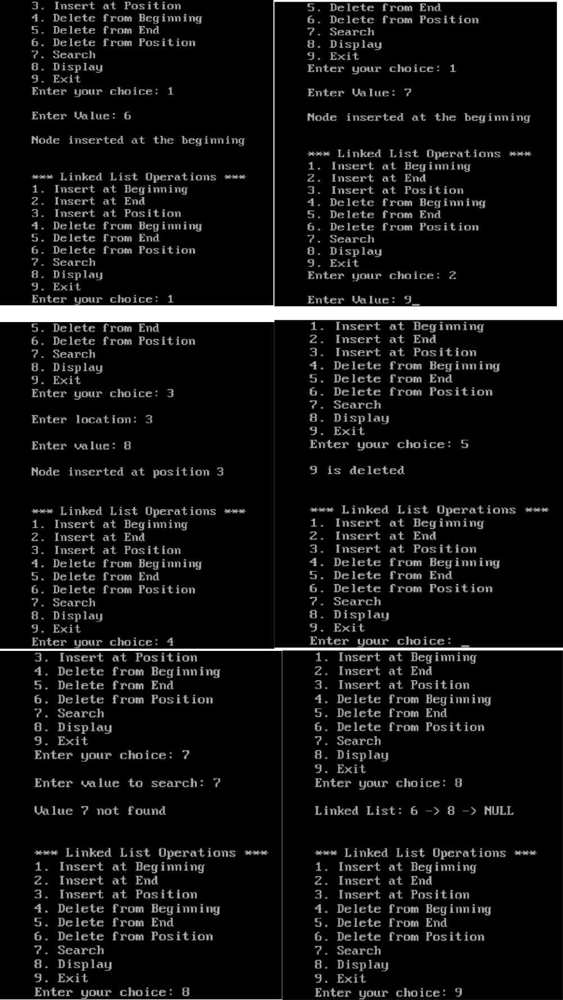 3. Insert at Position
4. Delete from Beginning
5. Delete from End
6. Delete from Position
7. Search
8. Display
9. Exit
Enter your choice: 1
Enter Value: 6
Node inserted at the beginning
*** Linked List Operations ***
1. Insert at Beginning
2. Insert at End
3. Insert at Position
4. Delete from Beginning
5. Delete from End
6. Delete from Position
7. Search
8. Display
9. Exit
Enter your choice: 1
5. Delete from End
6. Delete from Position
7. Search
8. Display
9. Exit
Enter your choice: 1
Enter Value: 7
Node inserted at the beginning
*** Linked List Operations ***
1. Insert at Beginning
2. Insert at End
3. Insert at Position
4. Delete from Beginning
5. Delete from End
6. Delete from Position
7. Search
8. Display
9. Exit
Enter your choice: 2
Enter Value: 9_
5. Delete from End
6. Delete from Position
7. Search
8. Display
9. Exit
Enter your choice: 3
Enter location: 3
Enter value: 8
Node inserted at position 3
*** Linked List Operations ***
1. Insert at Beginning
2. Insert at End
3. Insert at Position
4. Delete from Beginning
5. Delete from End
6. Delete from Position
7. Search
8. Display
9. Exit
Enter your choice: 4
1. Insert at Beginning
2. Insert at End
3. Insert at Position
4. Delete from Beginning
5. Delete from End
6. Delete from Position
7. Search
8. Display
9. Exit
Enter your choice: 5
9 is deleted
*** Linked List Operations ***
1. Insert at Beginning
2. Insert at End
3. Insert at Position
4. Delete from Beginning
5. Delete from End
6. Delete from Position
7. Search
8. Display
9. Exit
Enter your choice: _
3. Insert at Position
4. Delete from Beginning
5. Delete from End
6. Delete from Position
7. Search
8. Display
9. Exit
Enter your choice: 7
Enter value to search: 7
Value 7 not found
*** Linked List Operations ***
1. Insert at Beginning
2. Insert at End
3. Insert at Position
4. Delete from Beginning
5. Delete from End
6. Delete from Position
7. Search
8. Display
9. Exit
Enter your choice: 8
1. Insert at Beginning
2. Insert at End
3. Insert at Position
4. Delete from Beginning
5. Delete from End
6. Delete from Position
7. Search
8. Display
9. Exit
Enter your choice: 8
Linked List: 6 -> 8 -> NULL
*** Linked List Operations ***
1. Insert at Beginning
2. Insert at End
3. Insert at Position
4. Delete from Beginning
5. Delete from End
6. Delete from Position
7. Search
8. Display
9. Exit
Enter your choice: 9